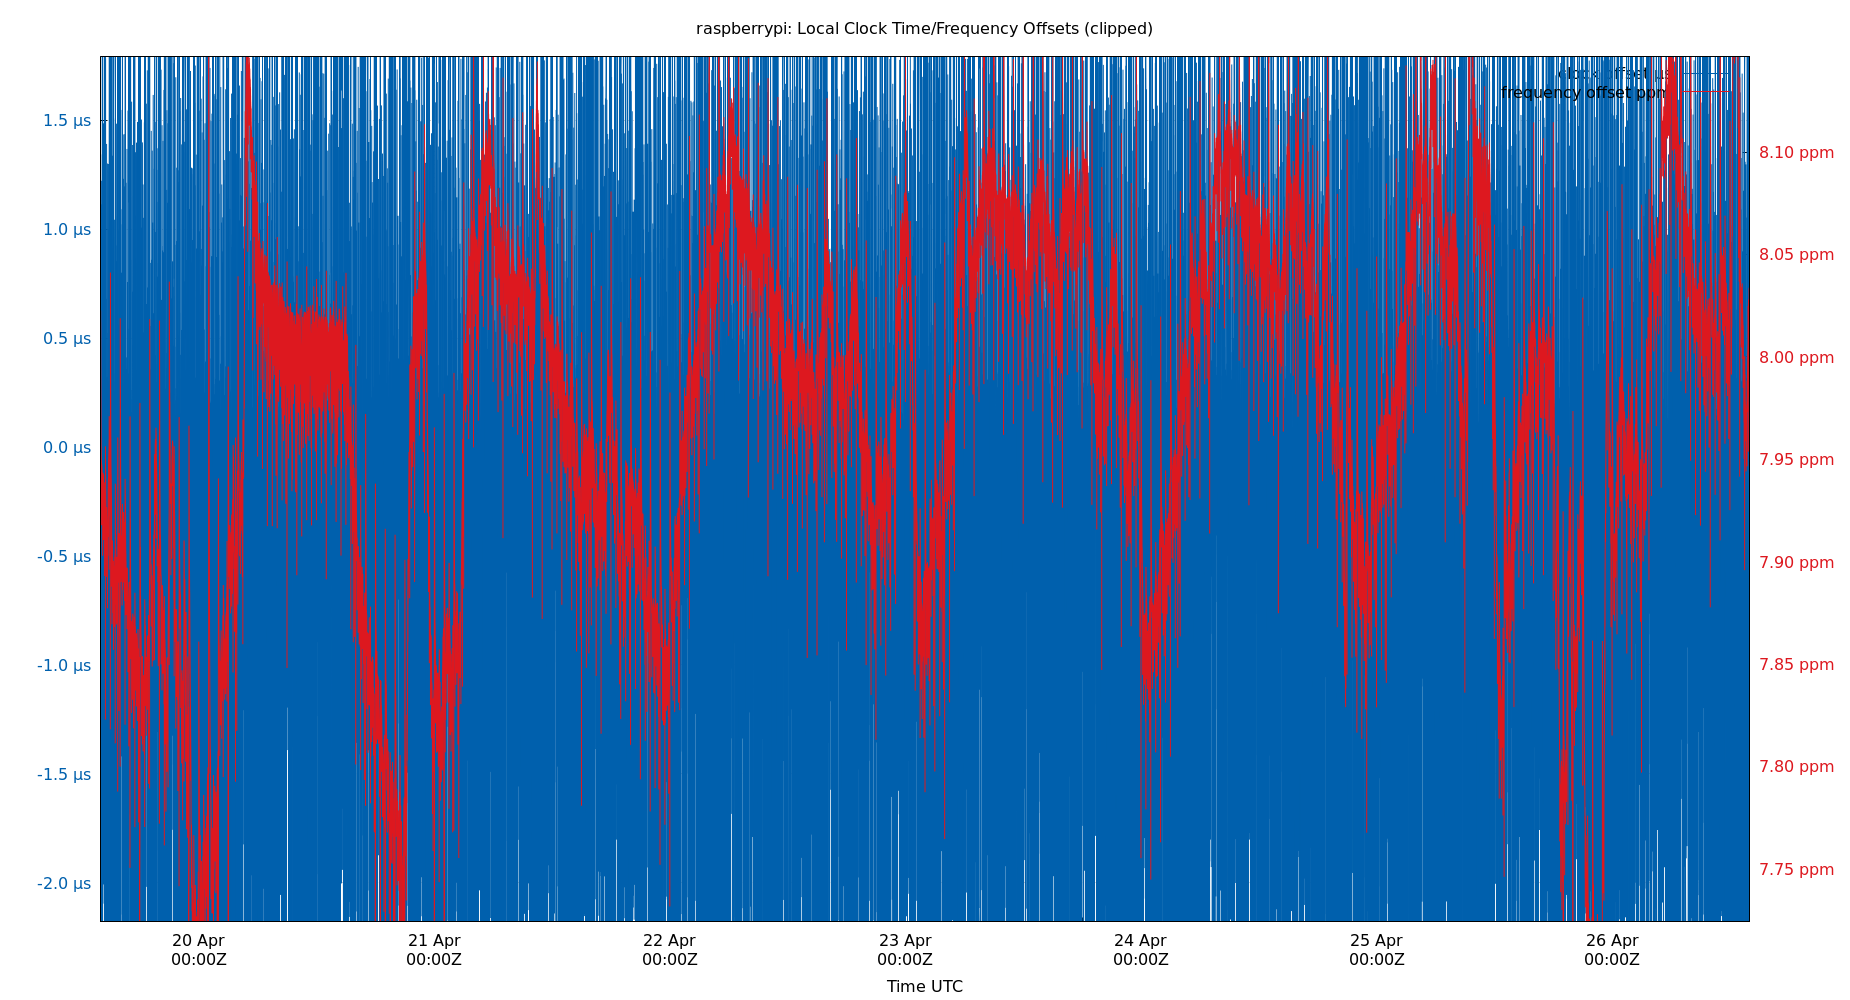 raspberrypi: Local Clock Time/Frequency Offsets (clipped)
clock offset µs
frequency offset ppm
1.5 µs
1.0 µs
0.5 µs
0.0 µs
-0.5 µs
-1.0 µs
-1.5 µs
-2.0 µs
8.10 ppm
8.05 ppm
8.00 ppm
7.95 ppm
7.90 ppm
7.85 ppm
7.80 ppm
7.75 ppm
20 Apr
00:00Z
21 Apr
00:00Z
22 Apr
00:00Z
23 Apr
00:00Z
24 Apr
00:00Z
25 Apr
00:00Z
26 Apr
00:00Z
Time UTC